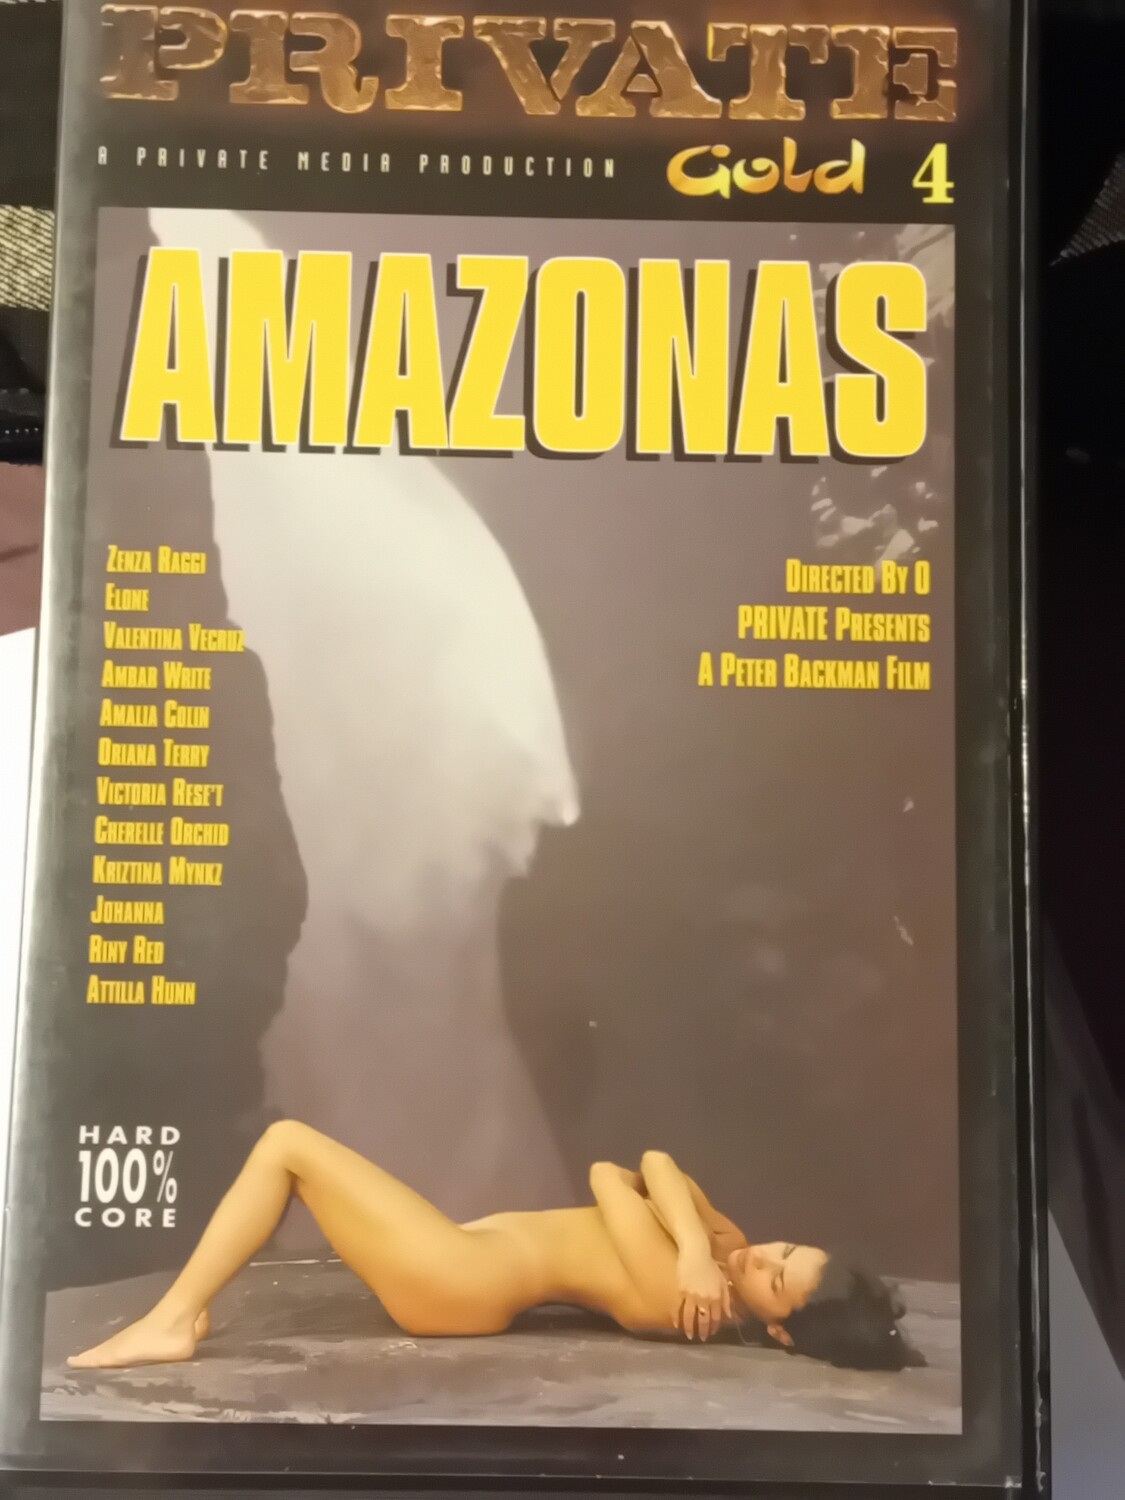 PRIVATE
A PRIVATE MEDIA PRODUCTION
Gold 4
AMAZONAS
ZENZA RAGGI
ELONE
VALENTINA VECRUZ
AMBAR WRITE
AMALIA COLIN
ORIANA TERRY
VICTORIA RESE'T
CHERELLE ORCHID
KRIZTINA MYNKZ
JOHANNA
RINY RED
ATTILLA HUNN
DIRECTED BY O
PRIVATE PRESENTS
A PETER BACKMAN FILM
HARD
100%
CORE